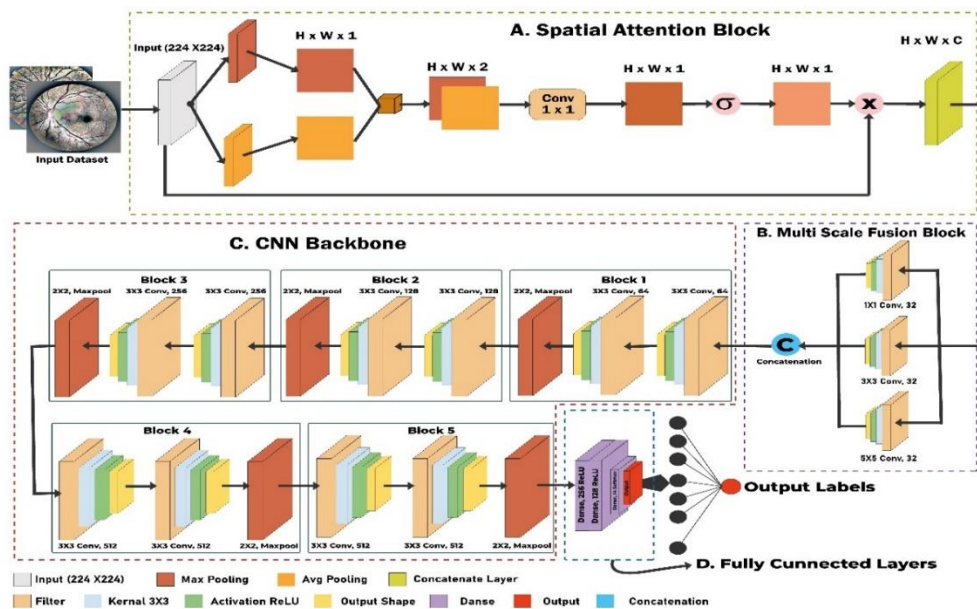 A. Spatial Attention Block
Input (224 X224)
H x W x 1
H x W x 2
H x W x 1
H x W x 1
H x W x C
Conv
1 x 1
σ
X
Input Dataset
C. CNN Backbone
B. Multi Scale Fusion Block
Block 3
2X2, Maxpool
3X3 Conv, 256
3X3 Conv, 256
Block 2
2X2, Maxpool
3X3 Conv, 128
3X3 Conv, 128
Block 1
2X2, Maxpool
3X3 Conv, 64
3X3 Conv, 64
1X1 Conv, 32
C
Concatenation
3X3 Conv, 32
5X5 Conv, 32
Block 4
3X3 Conv, 512
3X3 Conv, 512
2X2, Maxpool
Block 5
3X3 Conv, 512
3X3 Conv, 512
2X2, Maxpool
Danse, 256 ReLU
Danse, 128 ReLU
Output
Output Labels
D. Fully Cunnected Layers
Input (224 X224)
Max Pooling
Avg Pooling
Concatenate Layer
Filter
Kernal 3X3
Activation ReLU
Output Shape
Danse
Output
Concatenation